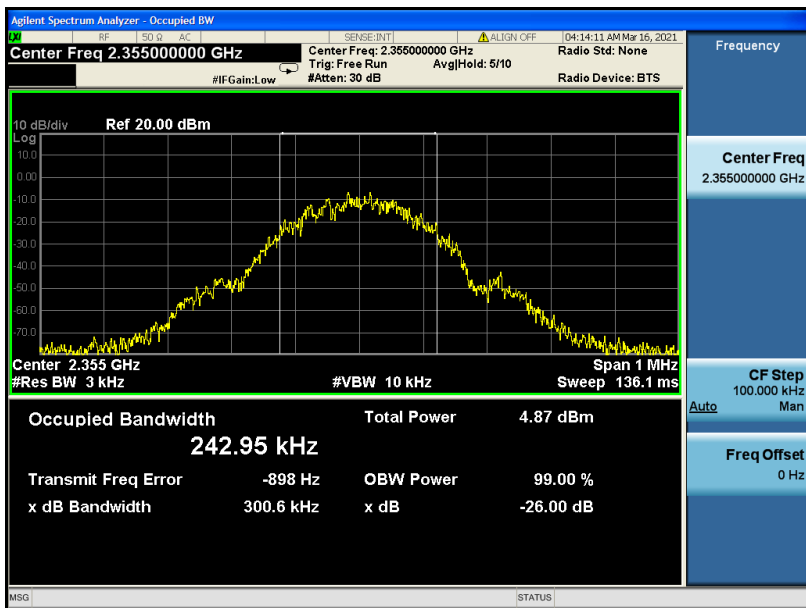 Agilent Spectrum Analyzer - Occupied BW
LXI RF 50 Ω AC SENSE:INT ALIGN OFF 04:14:11 AM Mar 16, 2021
Center Freq 2.355000000 GHz
Center Freq: 2.355000000 GHz
Radio Std: None
Trig: Free Run Avg|Hold: 5/10
#IFGain:Low #Atten: 30 dB Radio Device: BTS
10 dB/div Ref 20.00 dBm
Log
10.0
0.00
-10.0
-20.0
-30.0
-40.0
-50.0
-60.0
-70.0
Center 2.355 GHz Span 1 MHz
#Res BW 3 kHz #VBW 10 kHz Sweep 136.1 ms
Occupied Bandwidth Total Power 4.87 dBm
242.95 kHz
Transmit Freq Error -898 Hz OBW Power 99.00 %
x dB Bandwidth 300.6 kHz x dB -26.00 dB
MSG STATUS
Frequency
Center Freq
2.355000000 GHz
CF Step
100.000 kHz
Auto Man
Freq Offset
0 Hz